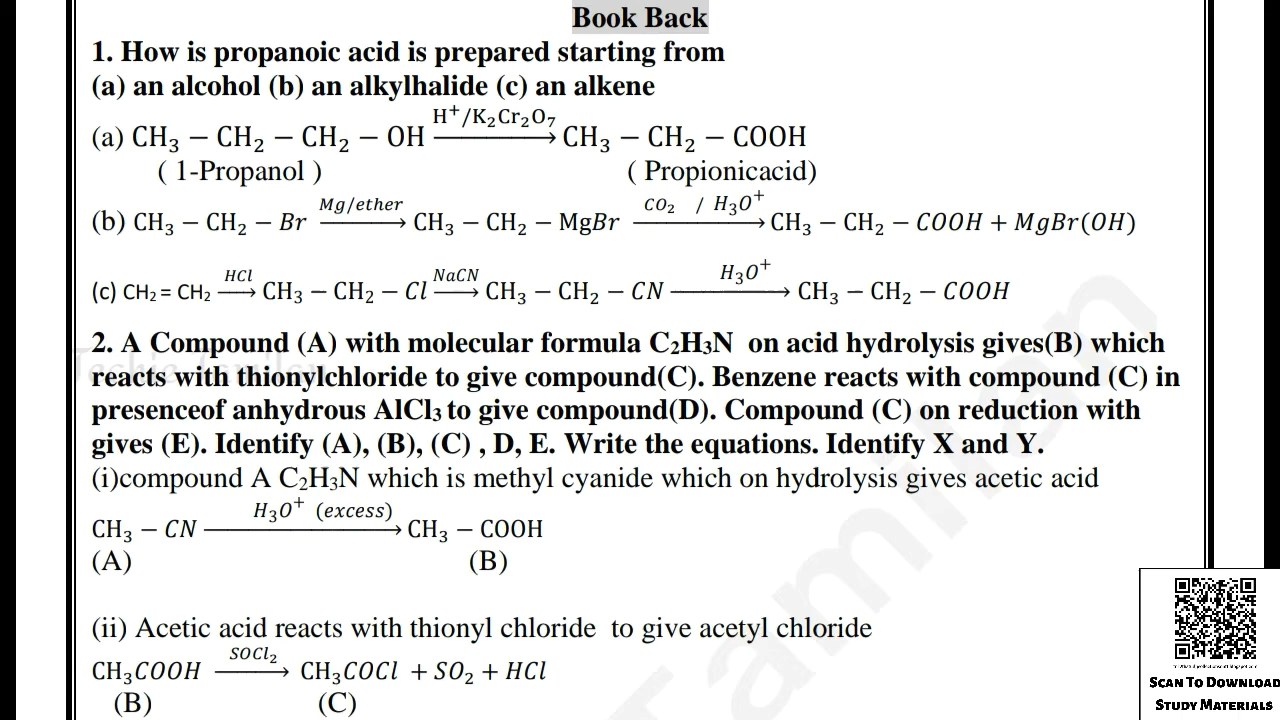 Book Back
1. How is propanoic acid is prepared starting from
(a) an alcohol (b) an alkylhalide (c) an alkene
(a) CH₃ − CH₂ − CH₂ − OH H⁺/K₂Cr₂O₇ → CH₃ − CH₂ − COOH
( 1-Propanol ) ( Propionicacid)
(b) CH₃ − CH₂ − Br Mg/ether → CH₃ − CH₂ − MgBr CO₂ / H₃O⁺ → CH₃ − CH₂ − COOH + MgBr(OH)
(c) CH₂ = CH₂ HCl → CH₃ − CH₂ − Cl NaCN → CH₃ − CH₂ − CN H₃O⁺ → CH₃ − CH₂ − COOH
2. A Compound (A) with molecular formula C₂H₃N on acid hydrolysis gives(B) which
reacts with thionylchloride to give compound(C). Benzene reacts with compound (C) in
presenceof anhydrous AlCl₃ to give compound(D). Compound (C) on reduction with
gives (E). Identify (A), (B), (C) , D, E. Write the equations. Identify X and Y.
(i)compound A C₂H₃N which is methyl cyanide which on hydrolysis gives acetic acid
CH₃ − CN H₃O⁺ (excess) → CH₃ − COOH
(A) (B)
(ii) Acetic acid reacts with thionyl chloride to give acetyl chloride
CH₃COOH SOCl₂ → CH₃COCl + SO₂ + HCl
(B) (C)
Tamilan
SCAN TO DOWNLOAD
STUDY MATERIALS